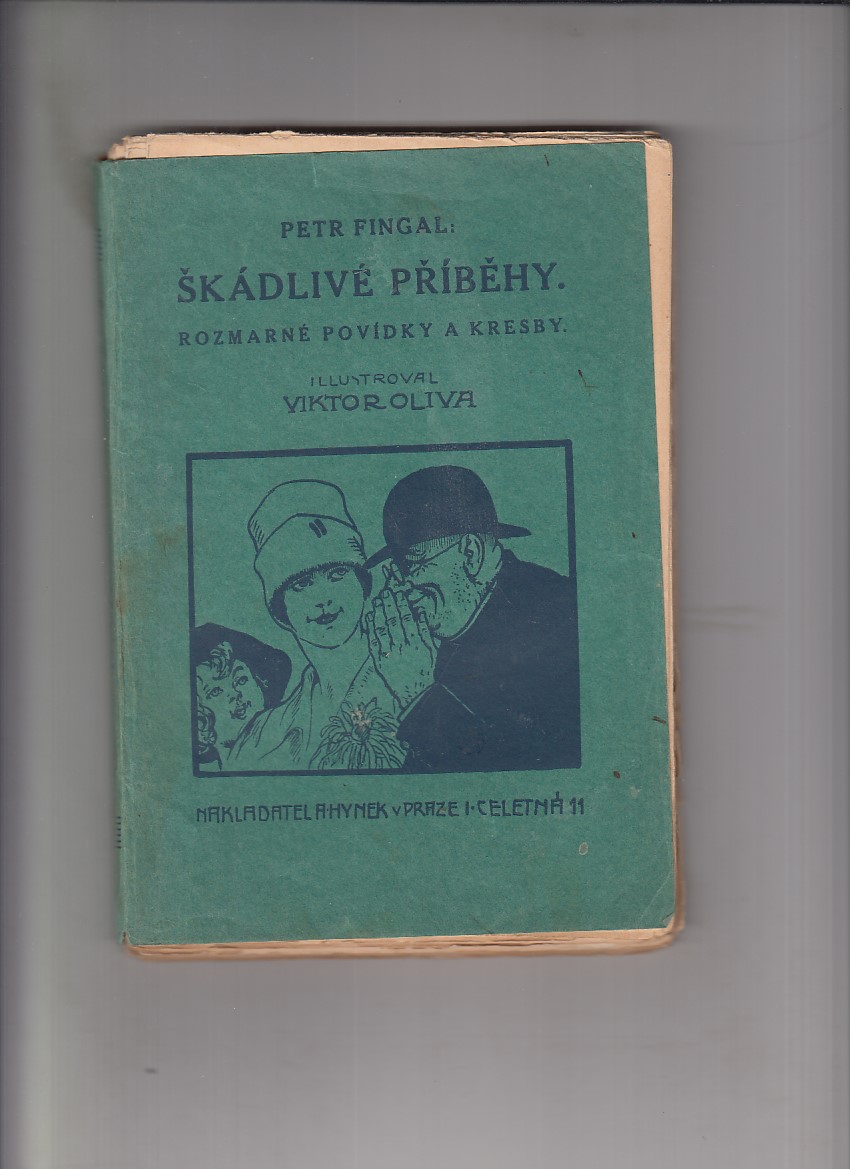 PETR FINGAL:
ŠKÁDLIVÉ PŘÍBĚHY.
ROZMARNÉ POVÍDKY A KRESBY.
ILLUSTROVAL
VIKTOR OLIVA
NAKLADATEL A·HYNEK v PRAZE I·CELETNÁ 11